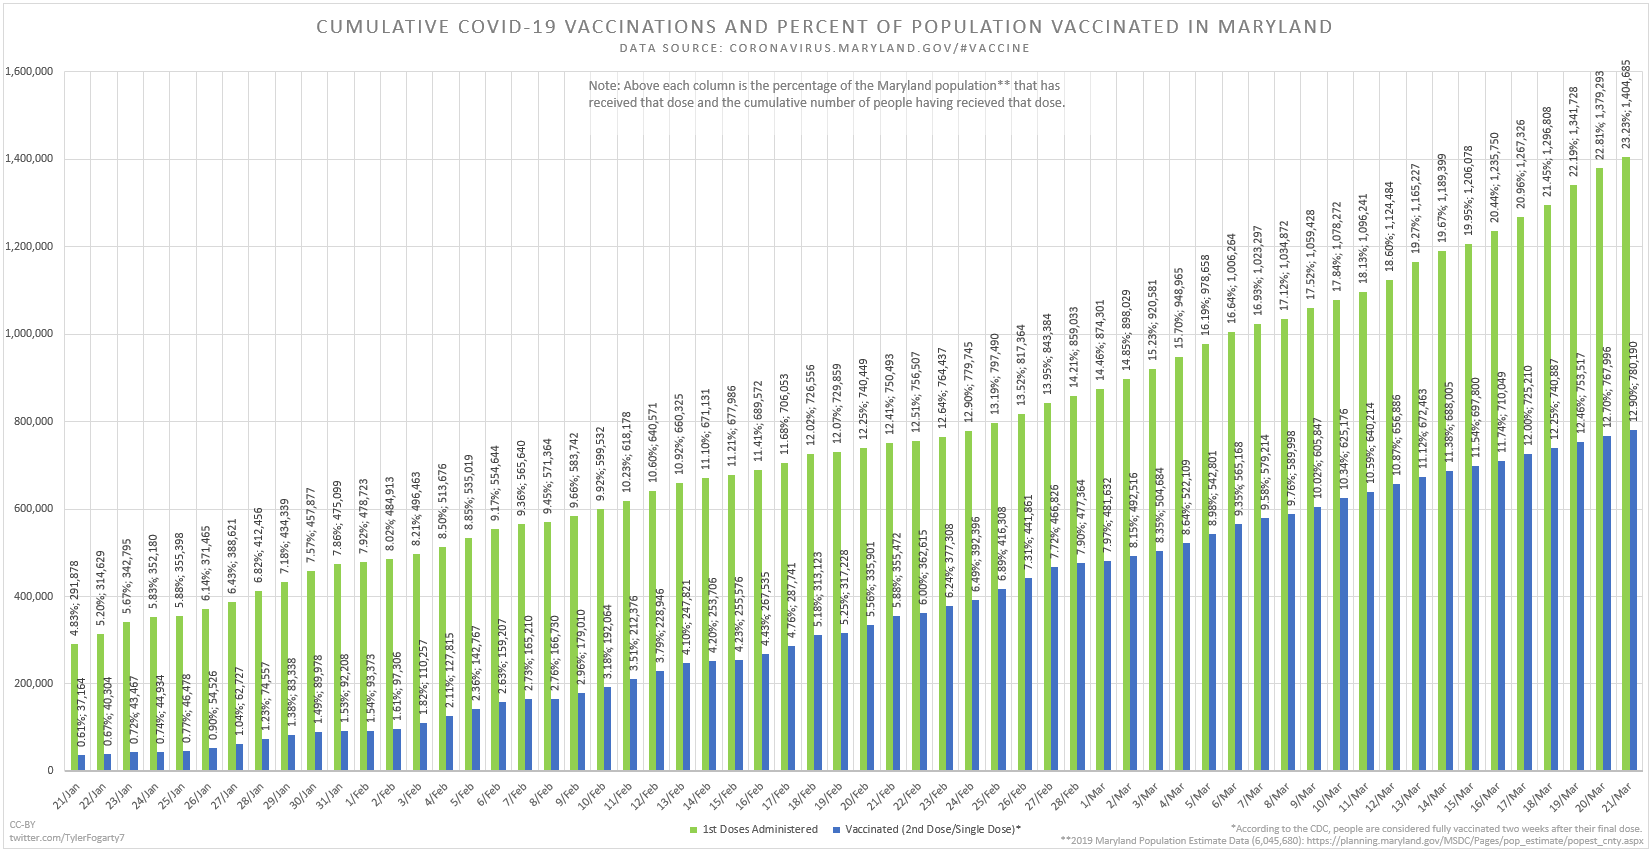 CUMULATIVE COVID-19 VACCINATIONS AND PERCENT OF POPULATION VACCINATED IN MARYLAND
DATA SOURCE: CORONAVIRUS.MARYLAND.GOV/#VACCINE
Note: Above each column is the percentage of the Maryland population** that has
received that dose and the cumulative number of people having recieved that dose.
1,600,000
1,400,000
1,200,000
1,000,000
800,000
600,000
400,000
200,000
0
4.83%; 291,878
0.61%; 37,164
5.20%; 314,629
0.67%; 40,304
5.67%; 342,795
0.72%; 43,467
5.83%; 352,180
0.74%; 44,934
5.88%; 355,398
0.77%; 46,478
6.14%; 371,465
0.90%; 54,526
6.43%; 388,621
1.04%; 62,727
6.82%; 412,456
1.23%; 74,557
7.18%; 434,339
1.38%; 83,338
7.57%; 457,877
1.49%; 89,978
7.86%; 475,099
1.53%; 92,208
7.92%; 478,723
1.54%; 93,373
8.02%; 484,913
1.61%; 97,306
8.21%; 496,463
1.82%; 110,257
8.50%; 513,676
2.11%; 127,815
8.85%; 535,019
2.36%; 142,767
9.17%; 554,644
2.63%; 159,207
9.36%; 565,640
2.73%; 165,210
9.45%; 571,364
2.76%; 166,730
9.66%; 583,742
2.96%; 179,010
9.92%; 599,532
3.18%; 192,064
10.23%; 618,178
3.51%; 212,376
10.60%; 640,571
3.79%; 228,946
10.92%; 660,325
4.10%; 247,821
11.10%; 671,131
4.20%; 253,706
11.21%; 677,986
4.23%; 255,576
11.41%; 689,572
4.43%; 267,535
11.68%; 706,053
4.76%; 287,741
12.02%; 726,556
5.18%; 313,123
12.07%; 729,859
5.25%; 317,228
12.25%; 740,449
5.56%; 335,901
12.41%; 750,493
5.88%; 355,472
12.51%; 756,507
6.00%; 362,615
12.64%; 764,437
6.24%; 377,308
12.90%; 779,745
6.49%; 392,396
13.19%; 797,490
6.89%; 416,308
13.52%; 817,364
7.31%; 441,861
13.95%; 843,384
7.72%; 466,826
14.21%; 859,033
7.90%; 477,364
14.46%; 874,301
7.97%; 481,632
14.85%; 898,029
8.15%; 492,516
15.23%; 920,581
8.35%; 504,684
15.70%; 948,965
8.64%; 522,109
16.19%; 978,658
8.98%; 542,801
16.64%; 1,006,264
9.35%; 565,168
16.93%; 1,023,297
9.58%; 579,214
17.12%; 1,034,872
9.76%; 589,998
17.52%; 1,059,428
10.02%; 605,847
17.84%; 1,078,272
10.34%; 625,176
18.13%; 1,096,241
10.59%; 640,214
18.60%; 1,124,484
10.87%; 656,886
19.27%; 1,165,227
11.12%; 672,463
19.67%; 1,189,399
11.38%; 688,005
19.95%; 1,206,078
11.54%; 697,800
20.44%; 1,235,750
11.74%; 710,049
20.96%; 1,267,326
12.00%; 725,210
21.45%; 1,296,808
12.25%; 740,887
22.19%; 1,341,728
12.46%; 753,517
22.81%; 1,379,293
12.70%; 767,996
23.23%; 1,404,685
12.90%; 780,190
21/Jan
22/Jan
23/Jan
24/Jan
25/Jan
26/Jan
27/Jan
28/Jan
29/Jan
30/Jan
31/Jan
1/Feb
2/Feb
3/Feb
4/Feb
5/Feb
6/Feb
7/Feb
8/Feb
9/Feb
10/Feb
11/Feb
12/Feb
13/Feb
14/Feb
15/Feb
16/Feb
17/Feb
18/Feb
19/Feb
20/Feb
21/Feb
22/Feb
23/Feb
24/Feb
25/Feb
26/Feb
27/Feb
28/Feb
1/Mar
2/Mar
3/Mar
4/Mar
5/Mar
6/Mar
7/Mar
8/Mar
9/Mar
10/Mar
11/Mar
12/Mar
13/Mar
14/Mar
15/Mar
16/Mar
17/Mar
18/Mar
19/Mar
20/Mar
21/Mar
CC-BY
twitter.com/TylerFogarty7
1st Doses Administered
Vaccinated (2nd Dose/Single Dose)*
*According to the CDC, people are considered fully vaccinated two weeks after their final dose.
**2019 Maryland Population Estimate Data (6,045,680): https://planning.maryland.gov/MSDC/Pages/pop_estimate/popest_cnty.aspx